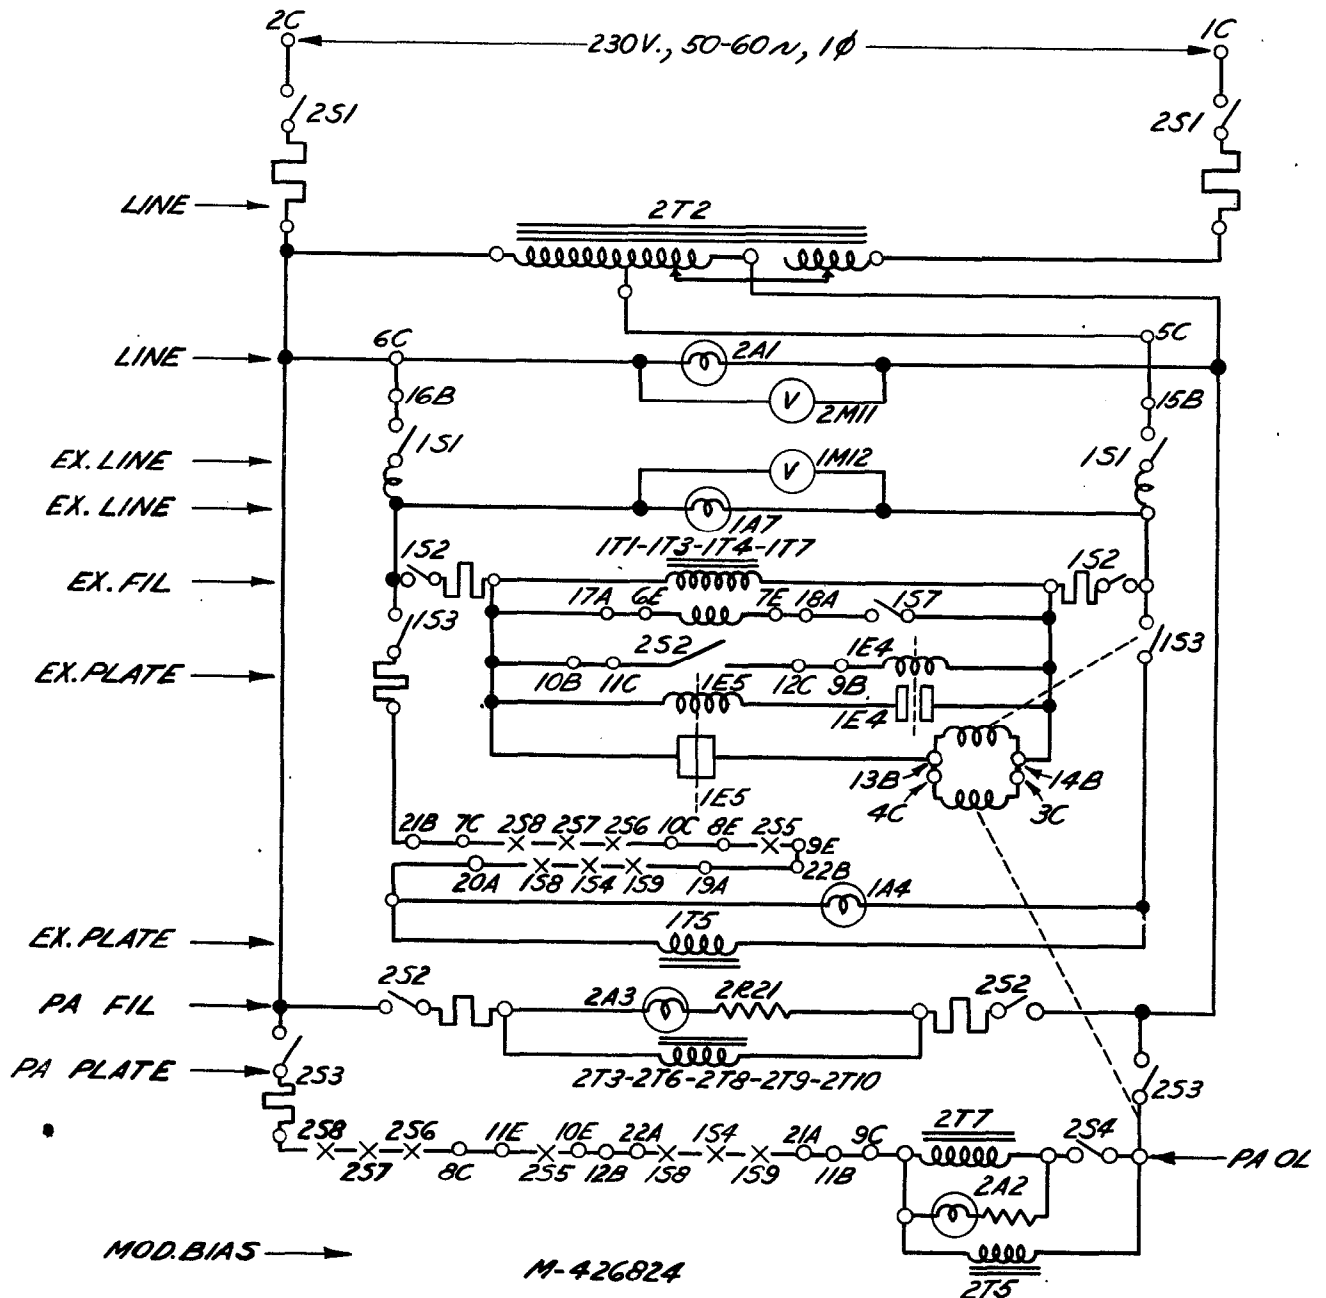 2C 230V., 50-60~, 1φ 1C
2S1 2S1
LINE
2T2
LINE 6C 2A1 5C
16B 2M11 15B
EX. LINE 1S1 1M12 1S1
EX. LINE 1A7
1T1-1T3-1T4-1T7
EX. FIL 1S2 1S2
17A 6E 7E 18A 1S7
1S3 2S2 1E4 1S3
EX. PLATE 10B 11C 1E5 12C 9B
1E4
1E5 13B 14B
4C 3C
21B 7C 2S8 2S7 2S6 10C 8E 2S5 9E
20A 1S8 1S4 1S9 19A 22B
1A4
EX. PLATE 1T5
PA FIL 2S2 2A3 2R21 2S2
PA PLATE 2S3 2T3-2T6-2T8-2T9-2T10 2S3
2S8 2S6 11E 10E 22A 1S4 21A 9C 2T7 2S4
2S7 8C 2S5 12B 1S8 1S9 11B PA OL
2A2
MOD. BIAS M-426824 2T5